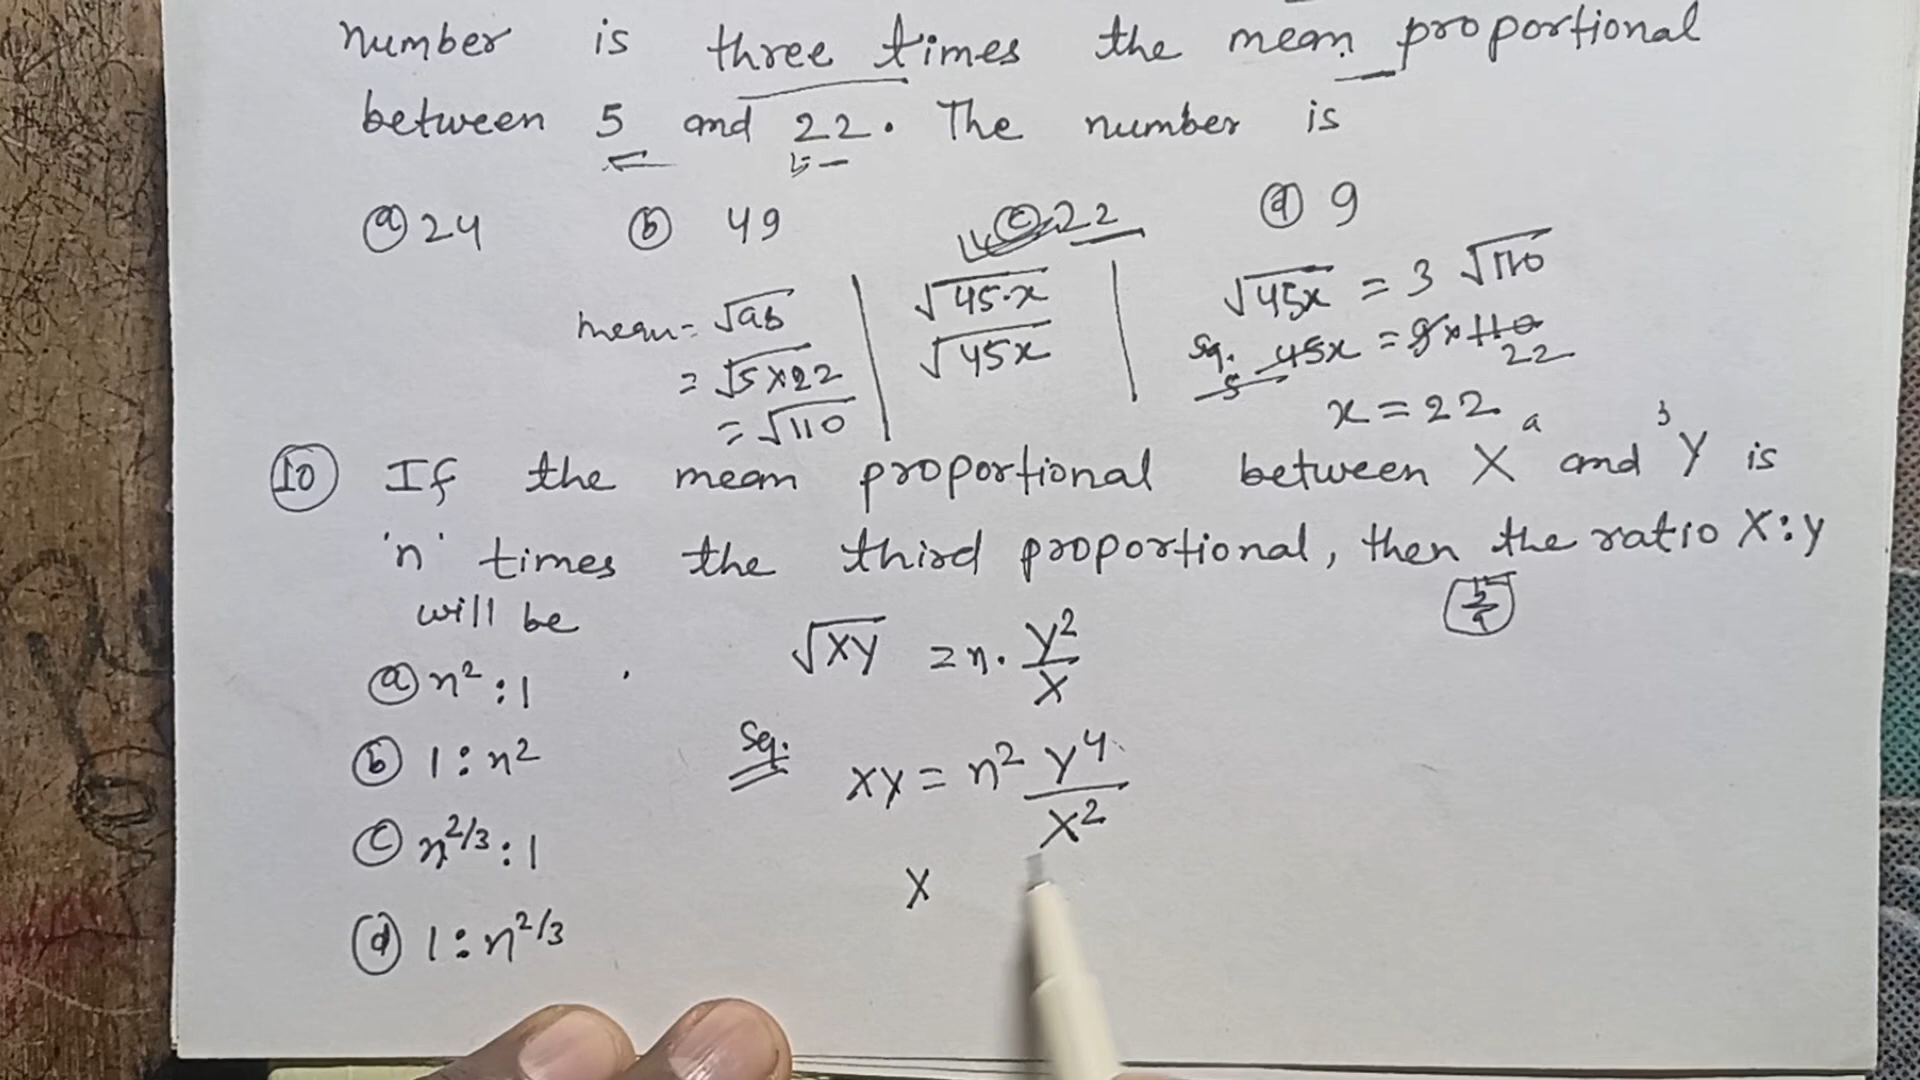 number is three times the mean proportional
between 5 and 22. The number is
(a) 24 (b) 49 (c) 22 (d) 9
mean = √ab
= √5×22
= √110
√45·x
√45x
√45x = 3 √110
Sq. 45x = 9×110
5 22
x = 22
a b
(10) If the mean proportional between X and Y is
'n' times the third proportional, then the ratio X:y
will be
√XY = n. Y²/X
(a) n² : 1
(b) 1 : n²
(c) n^2/3 : 1
(d) 1 : n^2/3
Sq. XY = n² Y⁴/X²
X